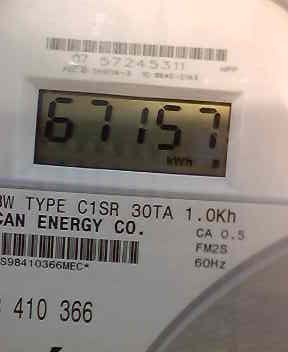 07 57245311
67157
kWh
3W TYPE C1SR 30TA 1.0Kh
CAN ENERGY CO.
CA 0.5
FM2S
60Hz
S98410366MEC*
410 366